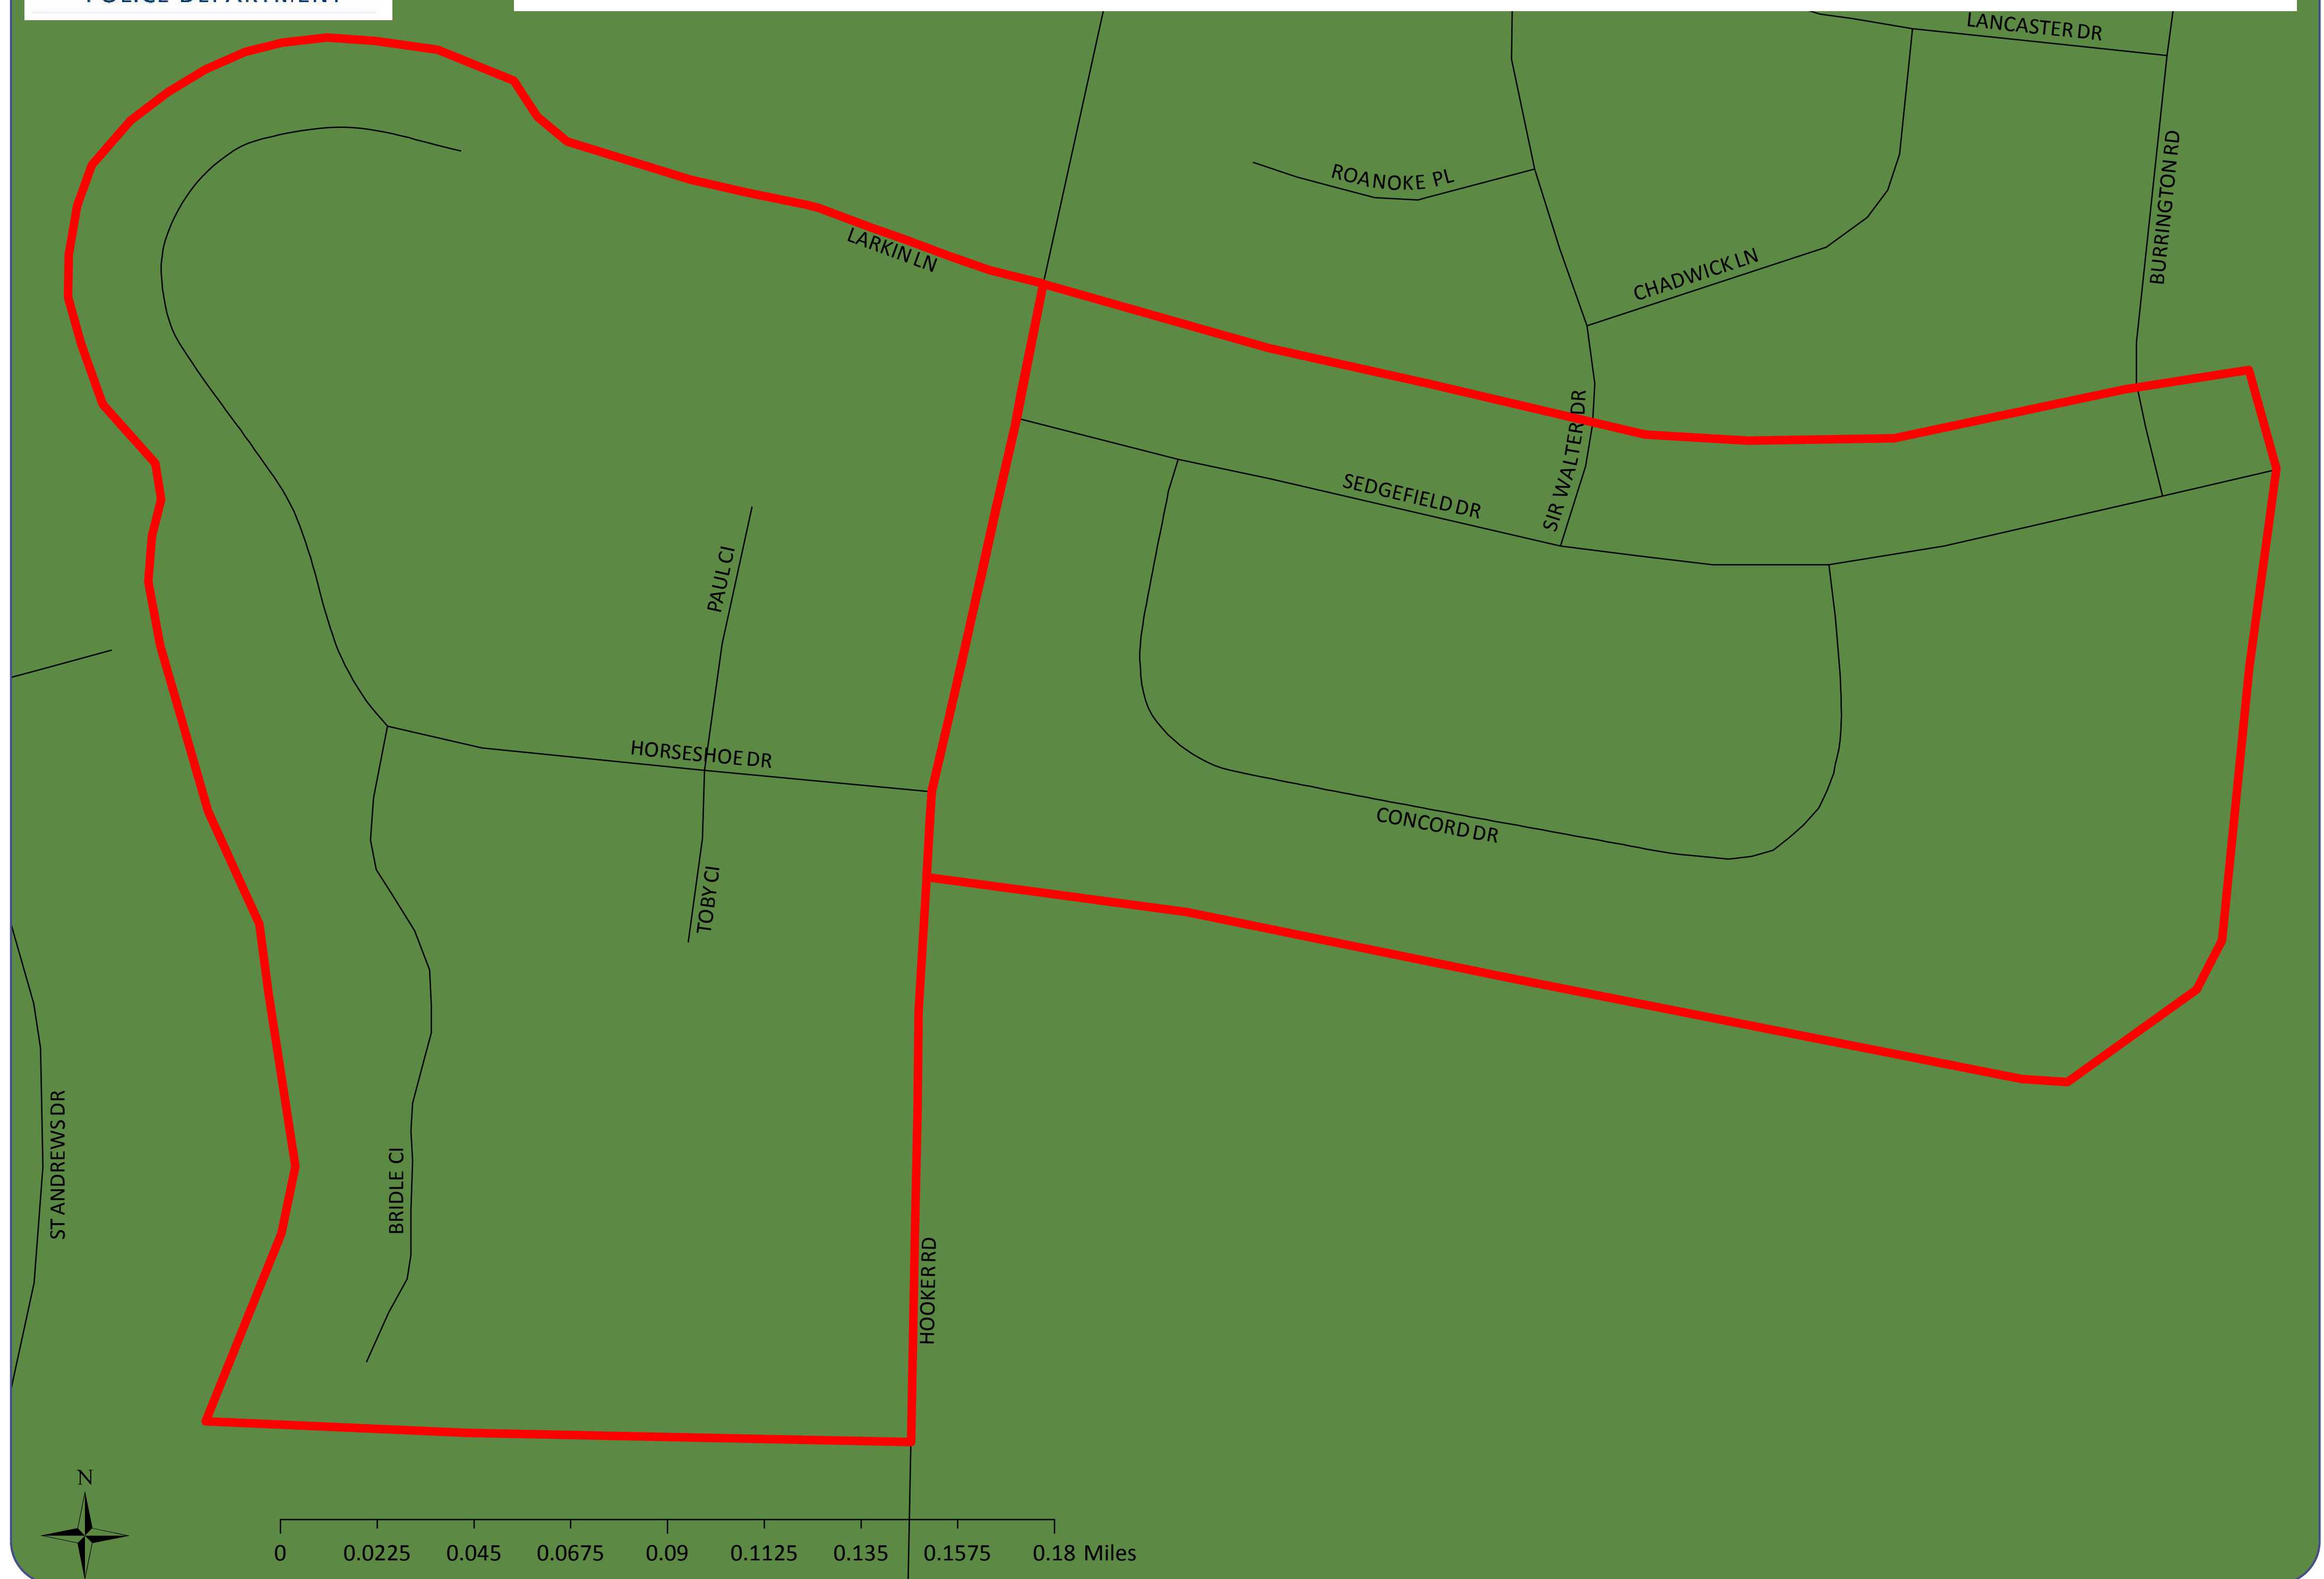 POLICE DEPARTMENT
LANCASTER DR
BURRINGTON RD
ROANOKE PL
CHADWICK LN
LARKIN LN
SIR WALTER DR
SEDGEFIELD DR
PAUL CI
HORSESHOE DR
CONCORD DR
TOBY CI
ST ANDREWS DR
BRIDLE CI
HOOKER RD
N
0 0.0225 0.045 0.0675 0.09 0.1125 0.135 0.1575 0.18 Miles